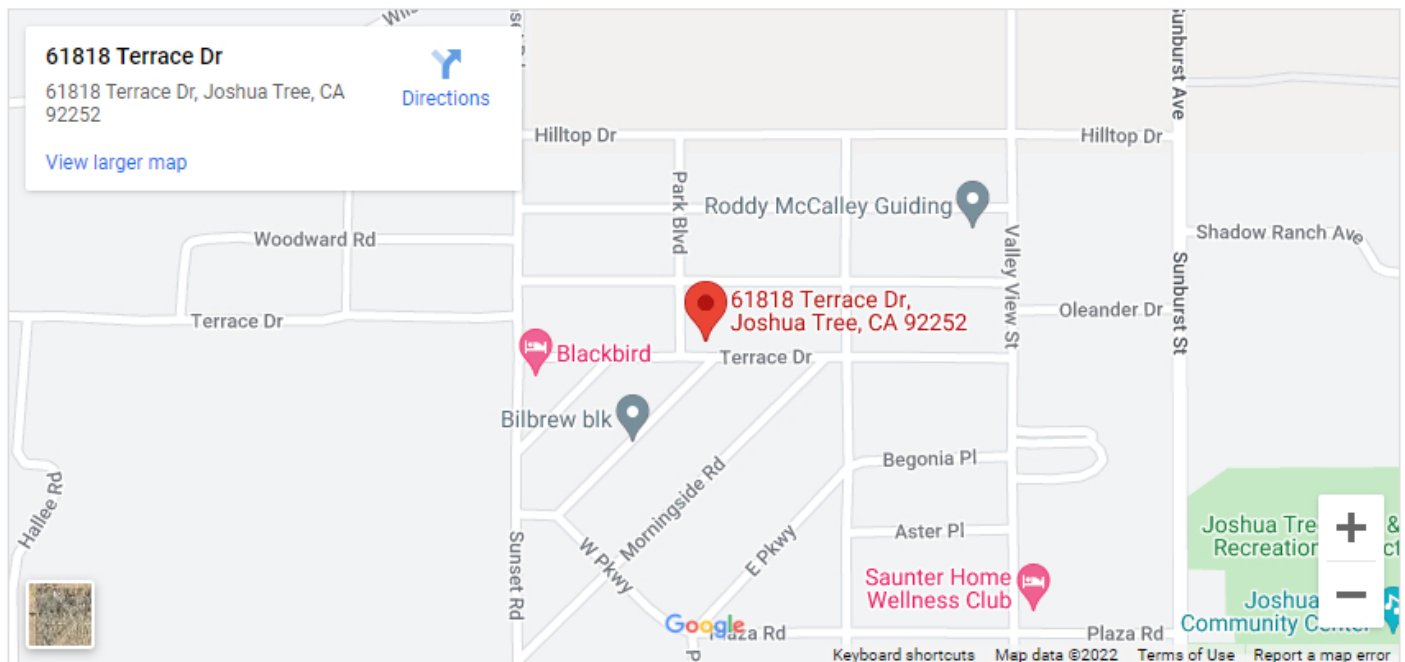 61818 Terrace Dr
61818 Terrace Dr, Joshua Tree, CA
92252
Directions
View larger map
Sunburst Ave
Hilltop Dr
Hilltop Dr
Park Blvd
Roddy McCalley Guiding
Woodward Rd
Valley View St
Shadow Ranch Ave
Sunburst St
61818 Terrace Dr,
Joshua Tree, CA 92252
Oleander Dr
Terrace Dr
Blackbird
Terrace Dr
Bilbrew blk
Begonia Pl
Hallee Rd
Morningside Rd
Aster Pl
Sunset Rd
W Pkwy
E Pkwy
Joshua &
Recreation
Saunter Home
Wellness Club
Joshua
Community
Google
Plaza Rd
Plaza Rd
Keyboard shortcuts Map data ©2022 Terms of Use Report a map error